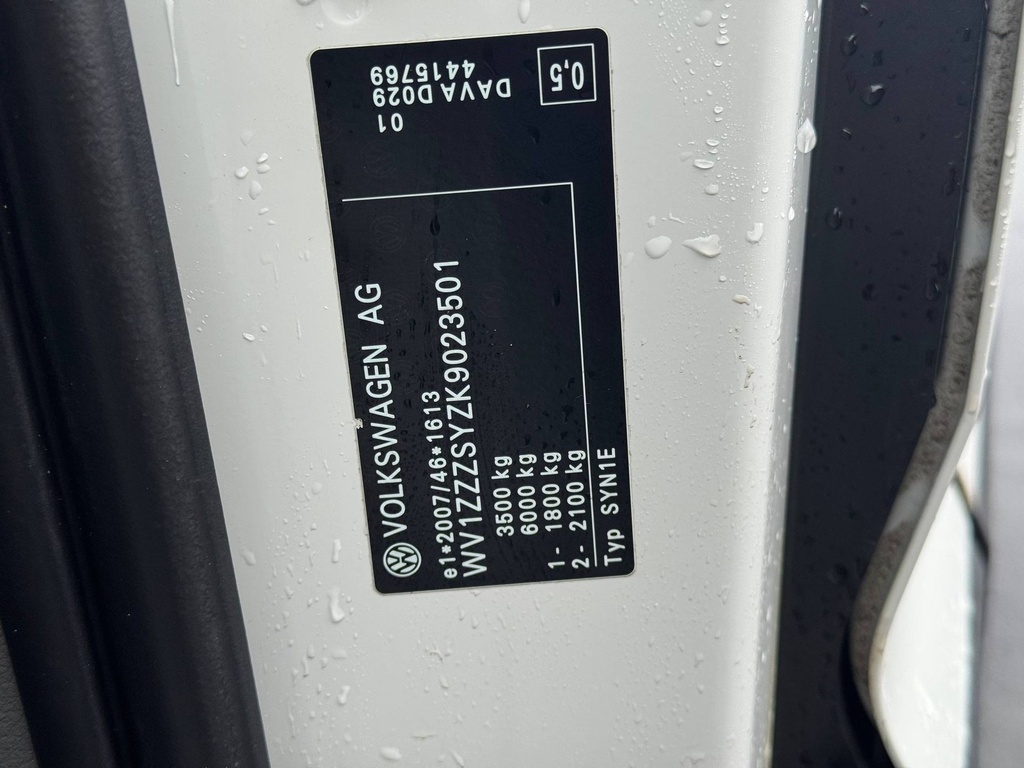 VOLKSWAGEN AG
e1*2007/46*1613
WV1ZZZSYZK9023501
3500 kg
6000 kg
1- 1800 kg
2- 2100 kg
Typ SYN1E
01
DAVA D029
4415769
0,5